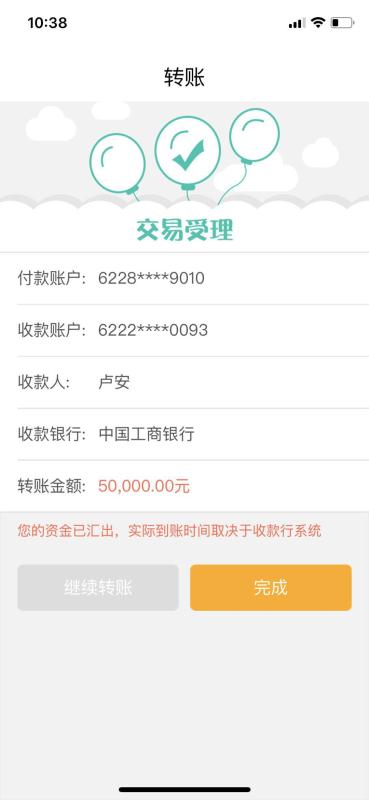 10:38
转账
交易受理
付款账户: 6228****9010
收款账户: 6222****0093
收款人: 卢安
收款银行: 中国工商银行
转账金额: 50,000.00元
您的资金已汇出，实际到账时间取决于收款行系统
继续转账 完成